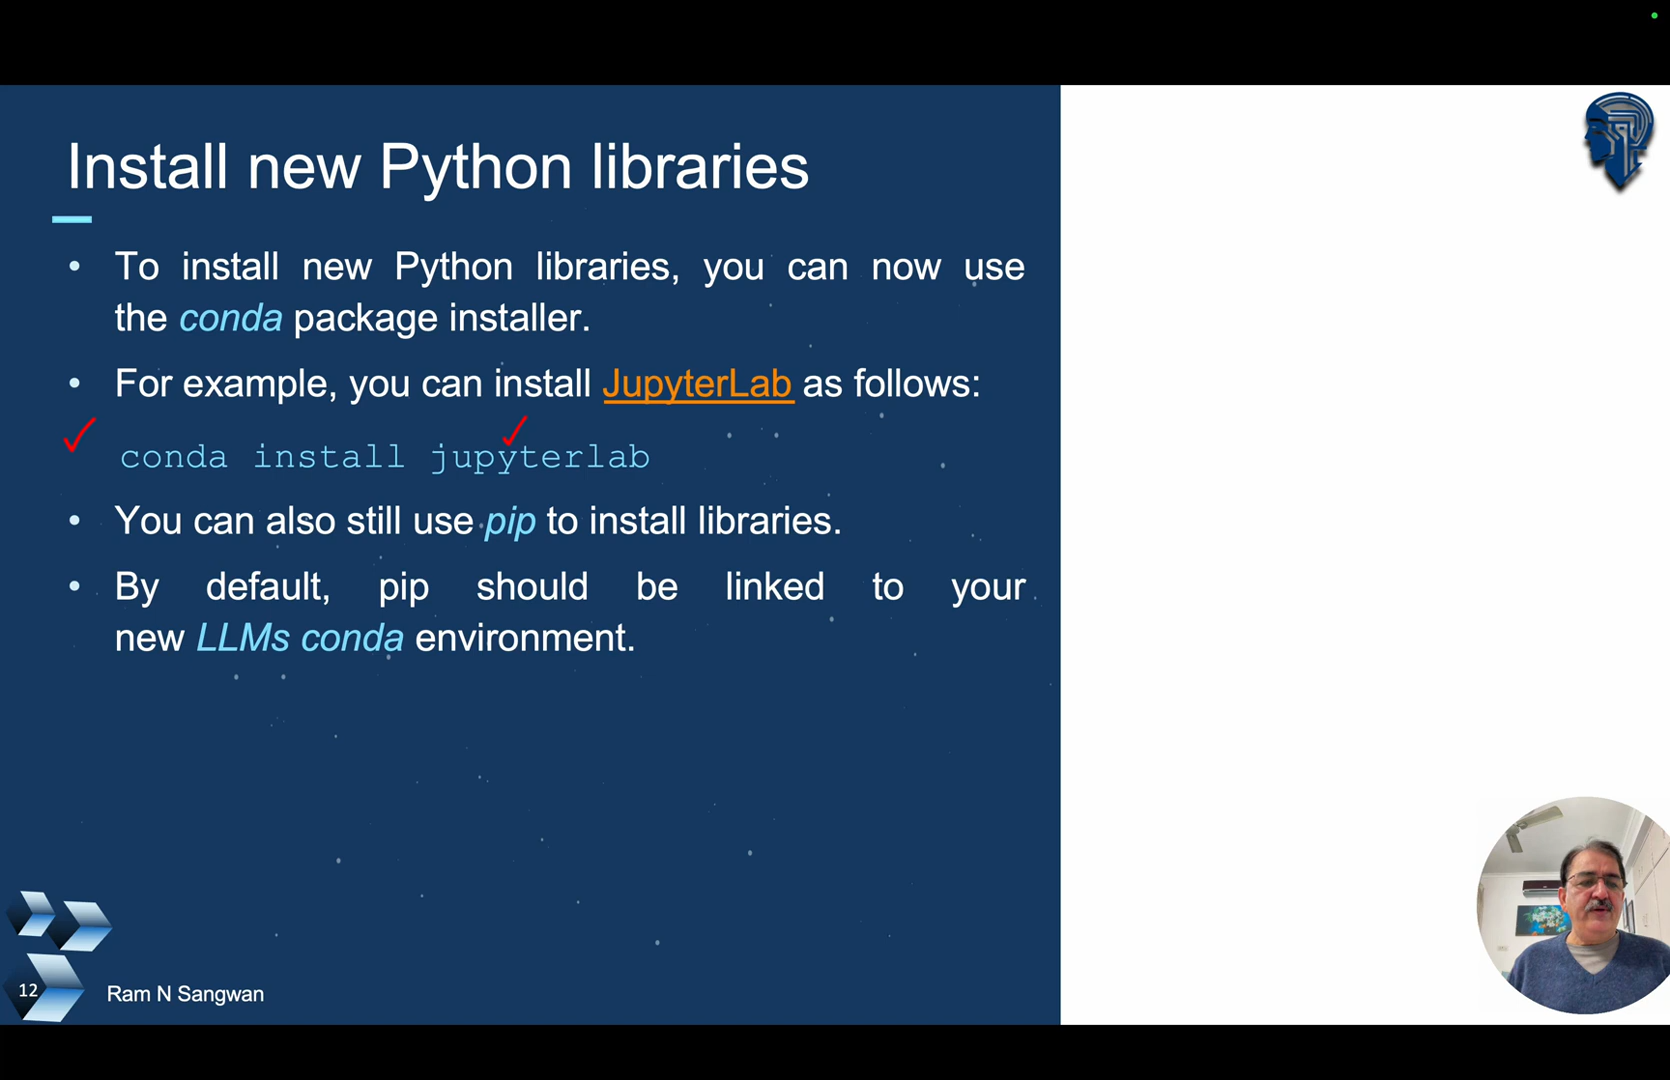 Install new Python libraries
• To install new Python libraries, you can now use
the conda package installer.
• For example, you can install JupyterLab as follows:
conda install jupyterlab
• You can also still use pip to install libraries.
• By default, pip should be linked to your
new LLMs conda environment.
12
Ram N Sangwan